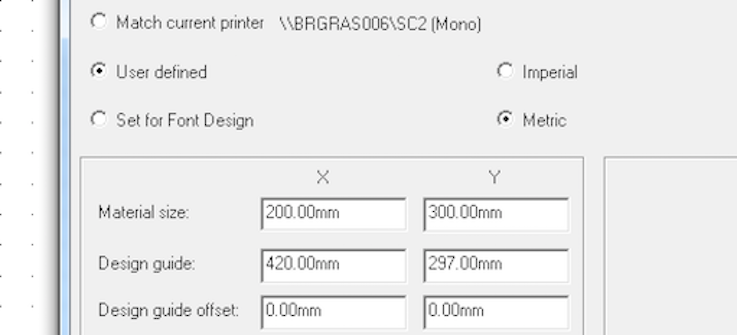 Match current printer \\BRGRAS006\SC2 (Mono)
User defined Imperial
Set for Font Design Metric
X Y
Material size: 200.00mm 300.00mm
Design guide: 420.00mm 297.00mm
Design guide offset: 0.00mm 0.00mm